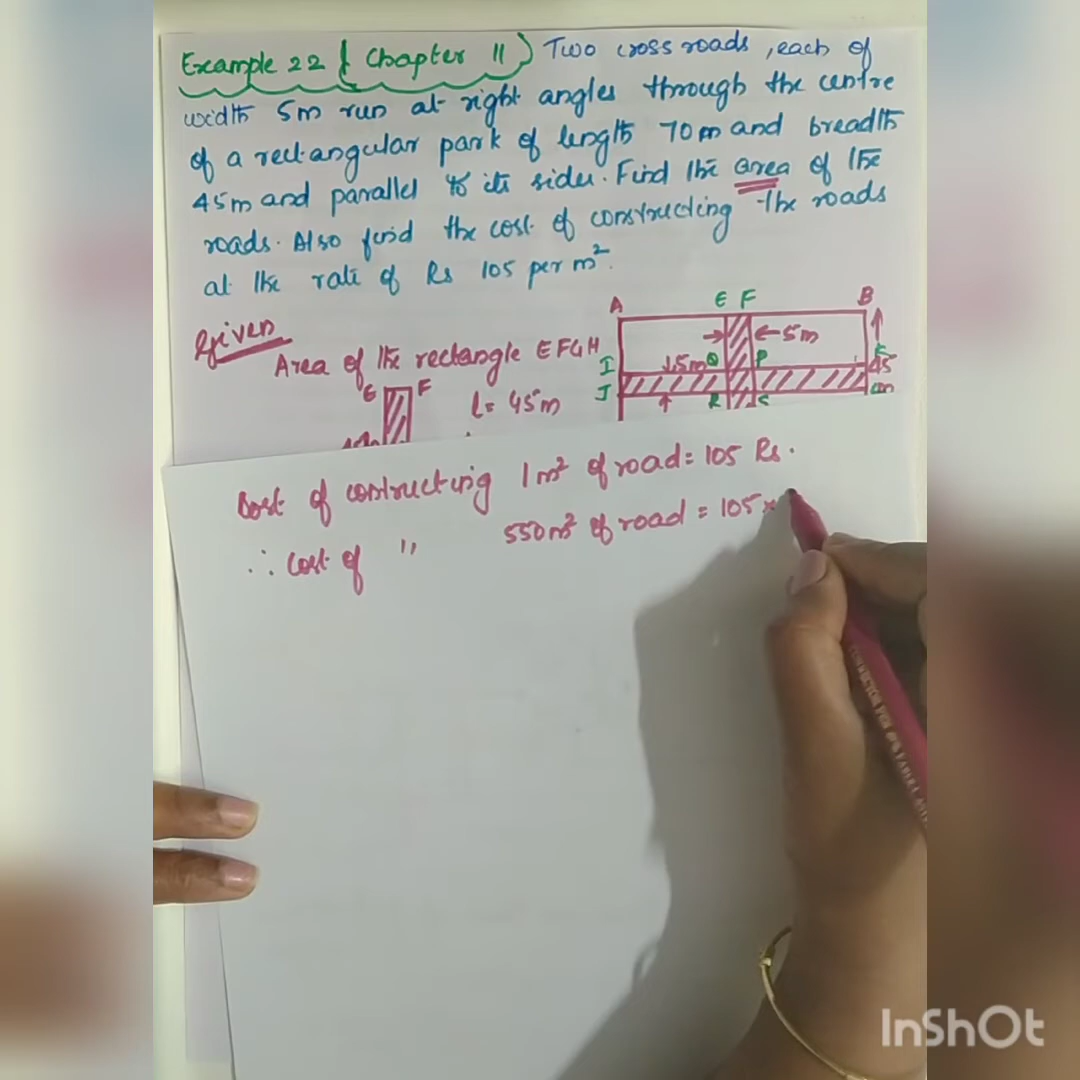 Example 22 ( Chapter 11 ) Two cross roads, each of
width 5m run at right angles through the centre
of a rectangular park of length 70m and breadth
45m and parallel to its sides. Find the area of the
roads. Also find the cost of constructing the roads
at the rate of Rs 105 per m².
Given
Area of the rectangle EFGH
E F
l = 45m
A E F B
5m
I 5m Q P K 45
J R S cm
Cost of contructing 1m² of road = 105 Rs.
∴ Cost of " 550m² of road = 105 ×
InShOt